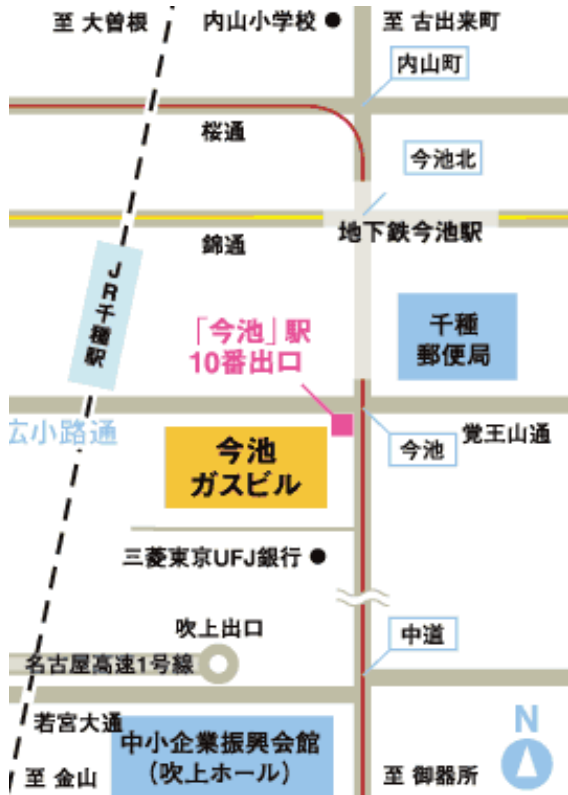 至 大曽根
内山小学校
至 古出来町
内山町
桜通
今池北
地下鉄今池駅
錦通
JR千種駅
「今池」駅
10番出口
千種
郵便局
広小路通
今池
ガスビル
今池
覚王山通
三菱東京UFJ銀行
吹上出口
中道
名古屋高速1号線
若宮大通
中小企業振興会館
(吹上ホール)
N
至 金山
至 御器所